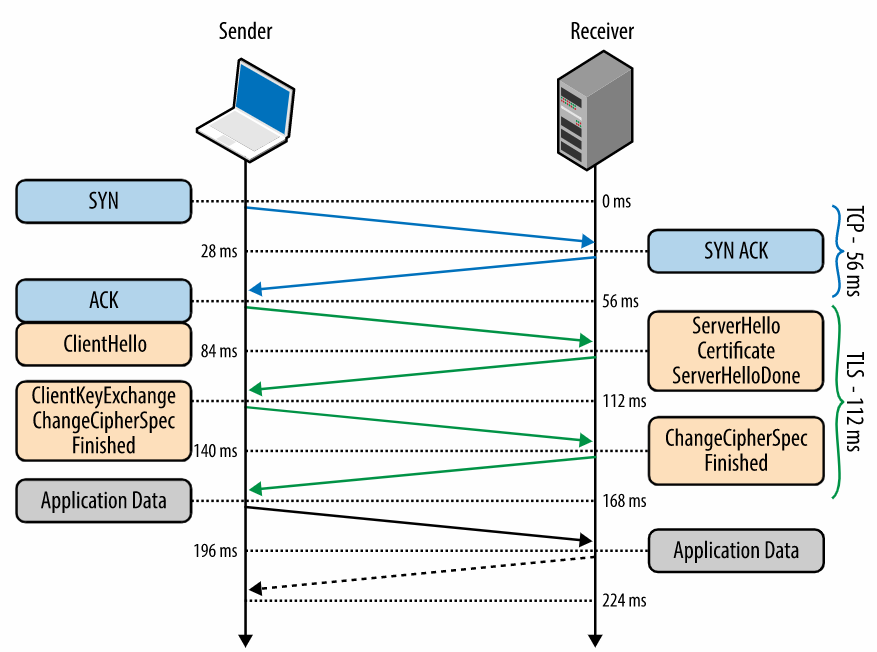 Sender
Receiver
SYN
0 ms
28 ms
SYN ACK
TCP - 56 ms
ACK
56 ms
ClientHello
84 ms
ServerHello
Certificate
ServerHelloDone
TLS - 112 ms
ClientKeyExchange
ChangeCipherSpec
Finished
112 ms
140 ms
ChangeCipherSpec
Finished
Application Data
168 ms
196 ms
Application Data
224 ms